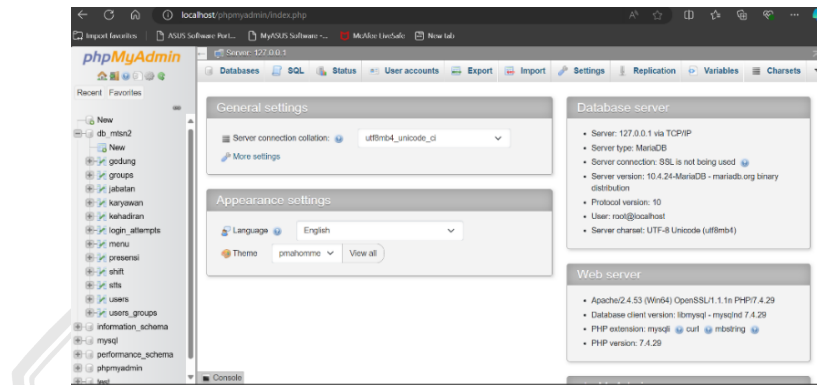 localhost/phpmyadmin/index.php
Import favorites
ASUS Software Port...
MyASUS Software -...
McAfee LiveSafe
New tab
phpMyAdmin
Recent Favorites
New
db_mtsn2
New
gedung
groups
jabatan
karyawan
kehadiran
login_attempts
menu
presensi
shift
stts
users
users_groups
information_schema
mysql
performance_schema
phpmyadmin
test
Server: 127.0.0.1
Databases SQL Status User accounts Export Import Settings Replication Variables Charsets
General settings
Server connection collation: utf8mb4_unicode_ci
More settings
Appearance settings
Language English
Theme pmahomme View all
Console
Database server
Server: 127.0.0.1 via TCP/IP
Server type: MariaDB
Server connection: SSL is not being used
Server version: 10.4.24-MariaDB - mariadb.org binary
distribution
Protocol version: 10
User: root@localhost
Server charset: UTF-8 Unicode (utf8mb4)
Web server
Apache/2.4.53 (Win64) OpenSSL/1.1.1n PHP/7.4.29
Database client version: libmysql - mysqlnd 7.4.29
PHP extension: mysqli curl mbstring
PHP version: 7.4.29